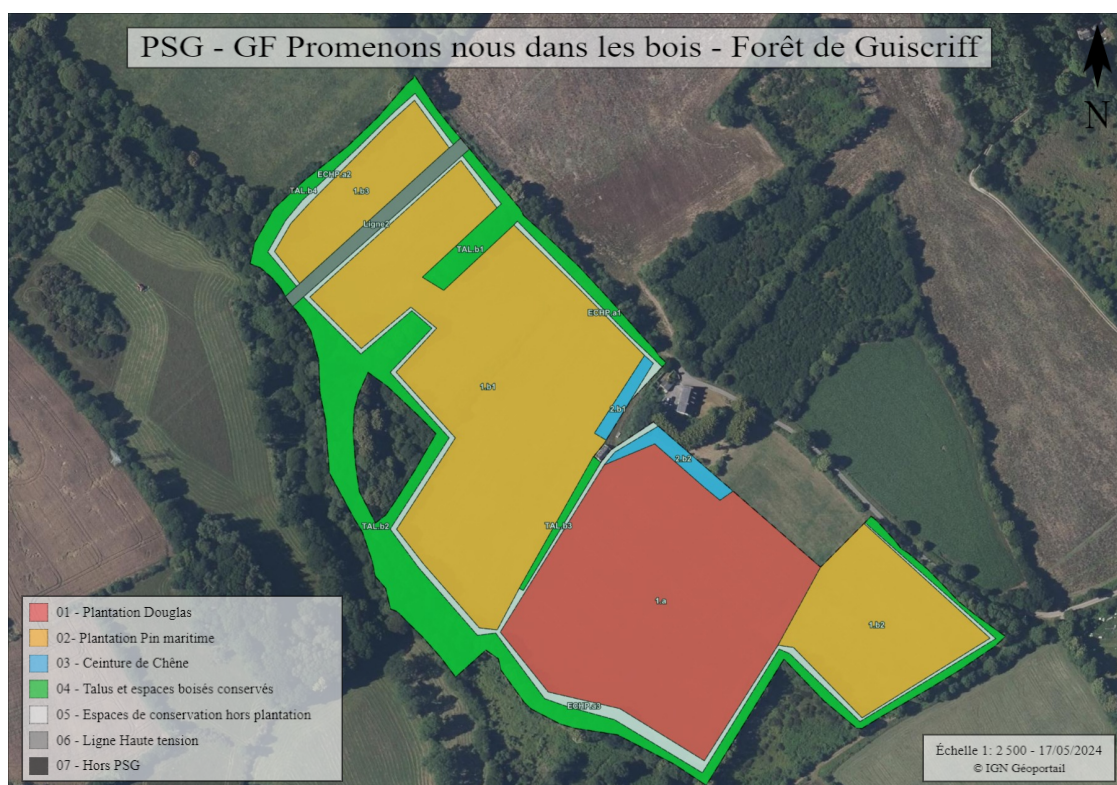 PSG - GF Promenons nous dans les bois - Forêt de Guiscriff
N
ECHP.a2
TAL.b4
1.b3
Ligne2
TAL.b1
ECHP.a1
1.b1
2.b1
2.b2
TAL.b2
TAL.b3
1.a
1.b2
ECHP.a3
01 - Plantation Douglas
02- Plantation Pin maritime
03 - Ceinture de Chêne
04 - Talus et espaces boisés conservés
05 - Espaces de conservation hors plantation
06 - Ligne Haute tension
07 - Hors PSG
Échelle 1: 2 500 - 17/05/2024
© IGN Géoportail